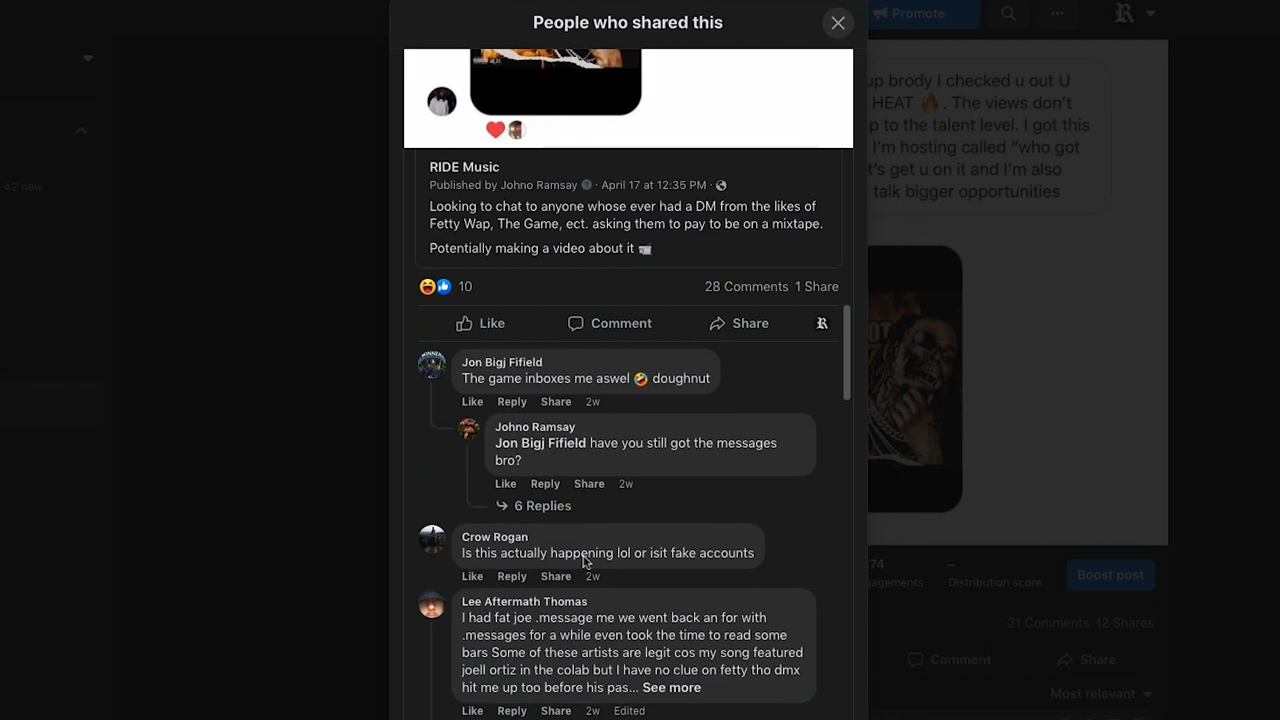 People who shared this
RIDE Music
Published by Johno Ramsay · April 17 at 12:35 PM ·
Looking to chat to anyone whose ever had a DM from the likes of
Fetty Wap, The Game, ect. asking them to pay to be on a mixtape.
Potentially making a video about it
10
28 Comments 1 Share
Like Comment Share
Jon Bigj Fifield
The game inboxes me aswel 🤣 doughnut
Like Reply Share 2w
Johno Ramsay
Jon Bigj Fifield have you still got the messages
bro?
Like Reply Share 2w
6 Replies
Crow Rogan
Is this actually happening lol or isit fake accounts
Like Reply Share 2w
Lee Aftermath Thomas
I had fat joe .message me we went back an for with
.messages for a while even took the time to read some
bars Some of these artists are legit cos my song featured
joell ortiz in the colab but I have no clue on fetty tho dmx
hit me up too before his pas... See more
Like Reply Share 2w Edited
42 new
Promote
up brody I checked u out U
HEAT 🔥. The views don't
p to the talent level. I got this
I'm hosting called "who got
t's get u on it and I'm also
talk bigger opportunities
Distribution score
Boost post
21 Comments 12 Shares
Comment Share
Most relevant